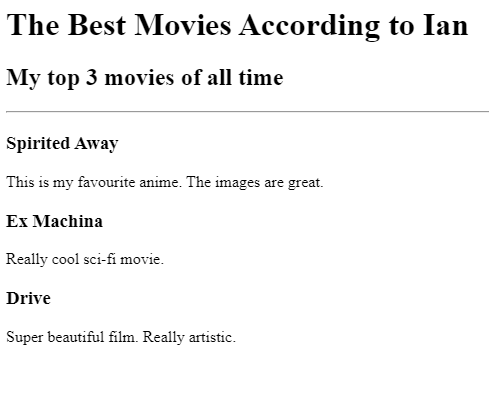 The Best Movies According to Ian
My top 3 movies of all time
Spirited Away
This is my favourite anime. The images are great.
Ex Machina
Really cool sci-fi movie.
Drive
Super beautiful film. Really artistic.